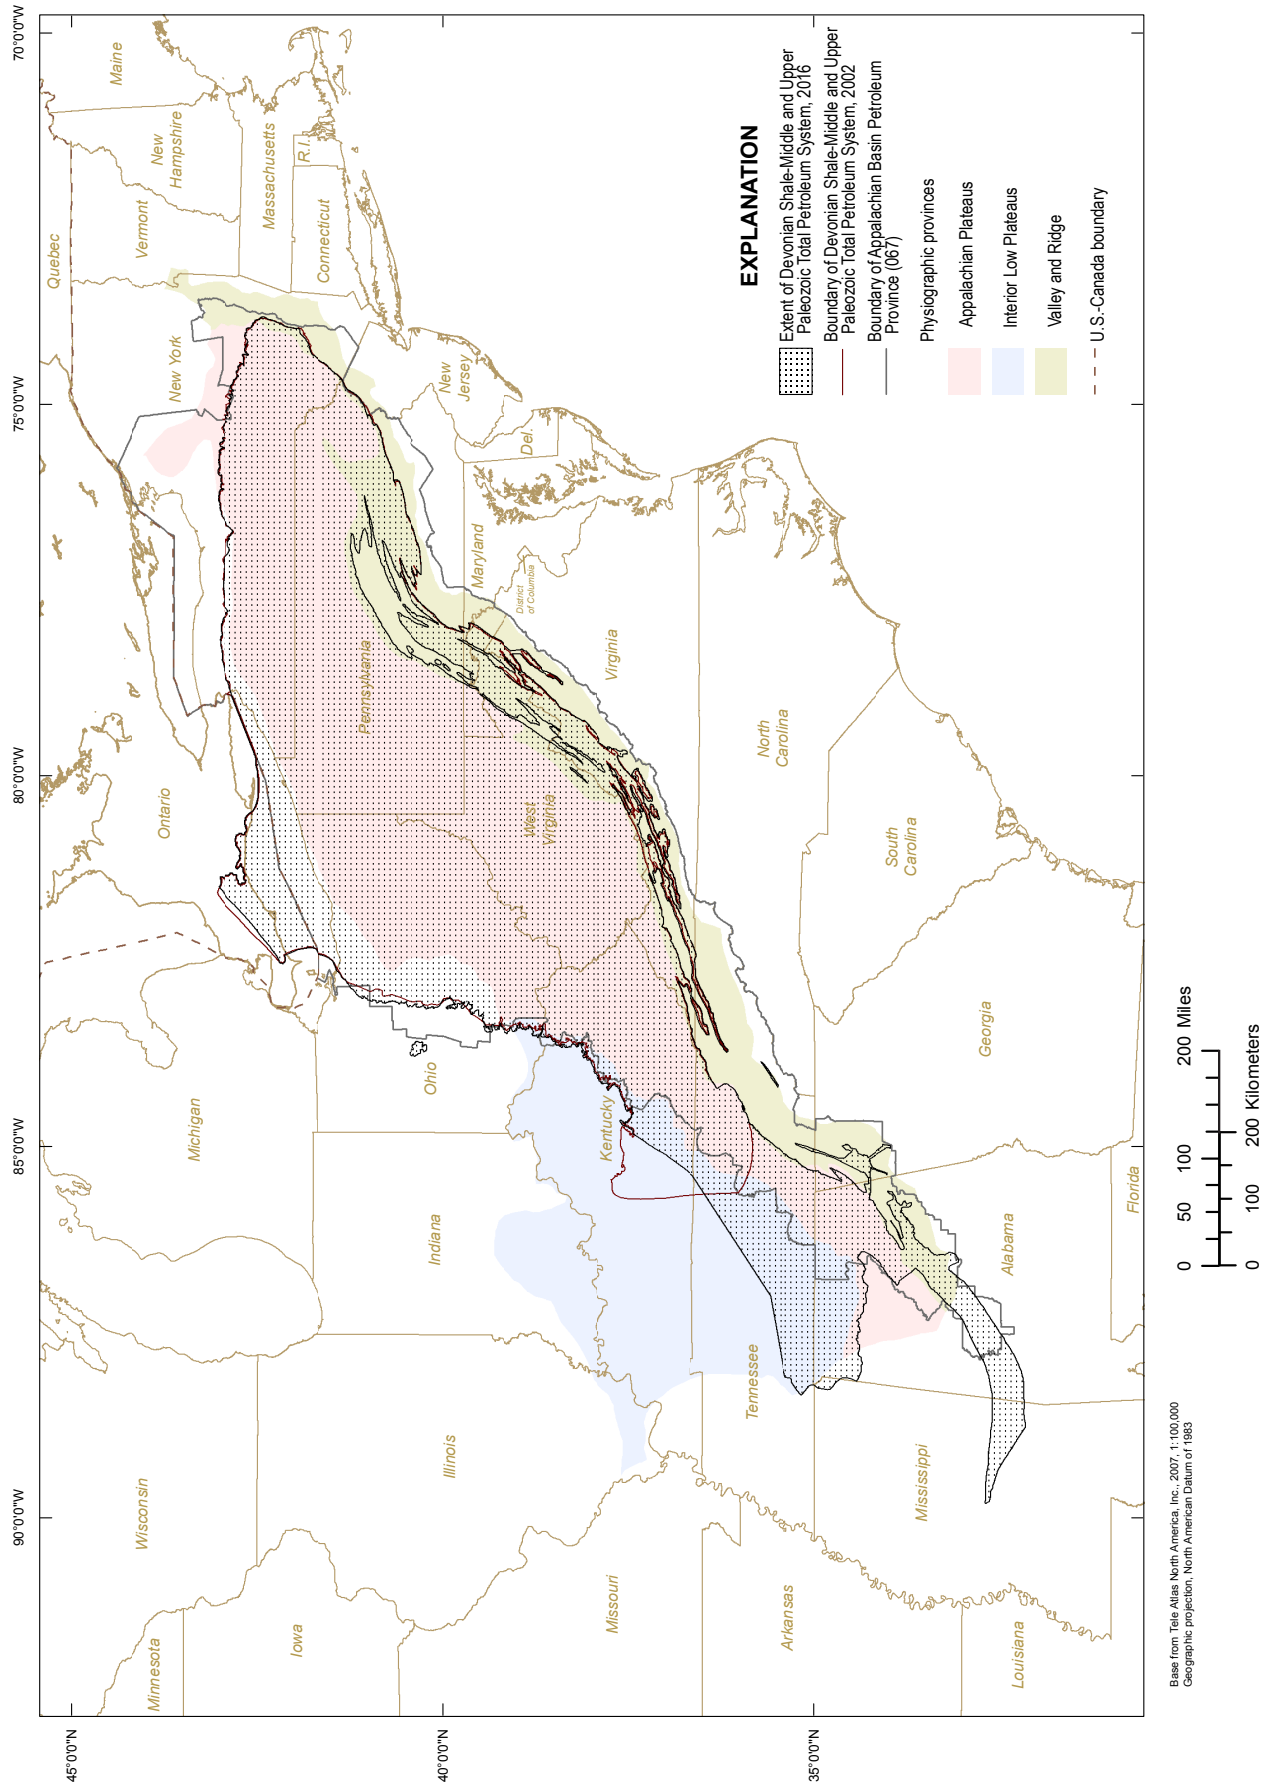 90°0'0"W
85°0'0"W
80°0'0"W
75°0'0"W
70°0'0"W
45°0'0"N
40°0'0"N
35°0'0"N
Minnesota
Wisconsin
Michigan
Ontario
Quebec
Maine
Vermont
New
Hampshire
New York
Massachusetts
R.I.
Connecticut
Iowa
Illinois
Indiana
Ohio
Pennsylvania
New
Jersey
Del.
Maryland
District
of Columbia
West
Virginia
Virginia
Kentucky
Missouri
Tennessee
North
Carolina
South
Carolina
Arkansas
Mississippi
Alabama
Georgia
Louisiana
Florida
EXPLANATION
Extent of Devonian Shale-Middle and Upper
Paleozoic Total Petroleum System, 2016
Boundary of Devonian Shale-Middle and Upper
Paleozoic Total Petroleum System, 2002
Boundary of Appalachian Basin Petroleum
Province (067)
Physiographic provinces
Appalachian Plateaus
Interior Low Plateaus
Valley and Ridge
U.S.-Canada boundary
0 50 100 200 Miles
0 100 200 Kilometers
Base from Tele Atlas North America, Inc., 2007, 1:100,000
Geographic projection, North American Datum of 1983